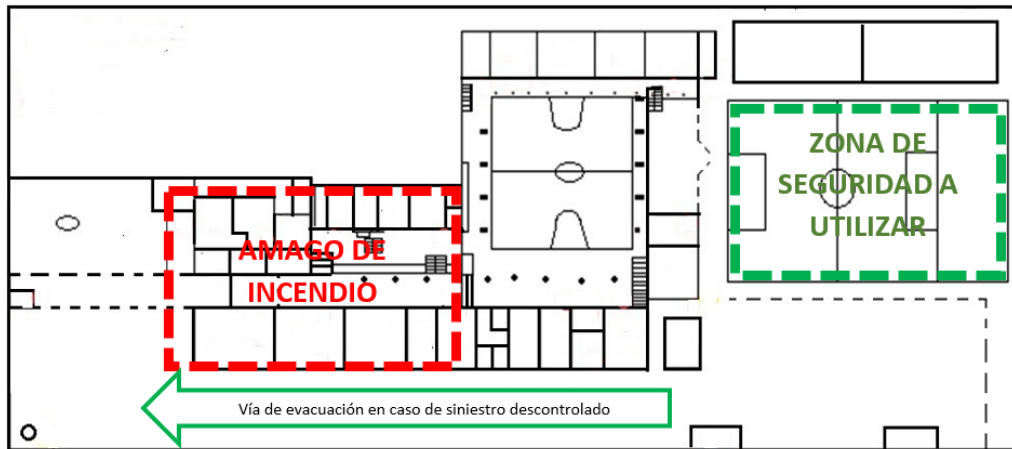 ZONA DE
SEGURIDAD A
UTILIZAR
AMAGO DE
INCENDIO
Vía de evacuación en caso de siniestro descontrolado